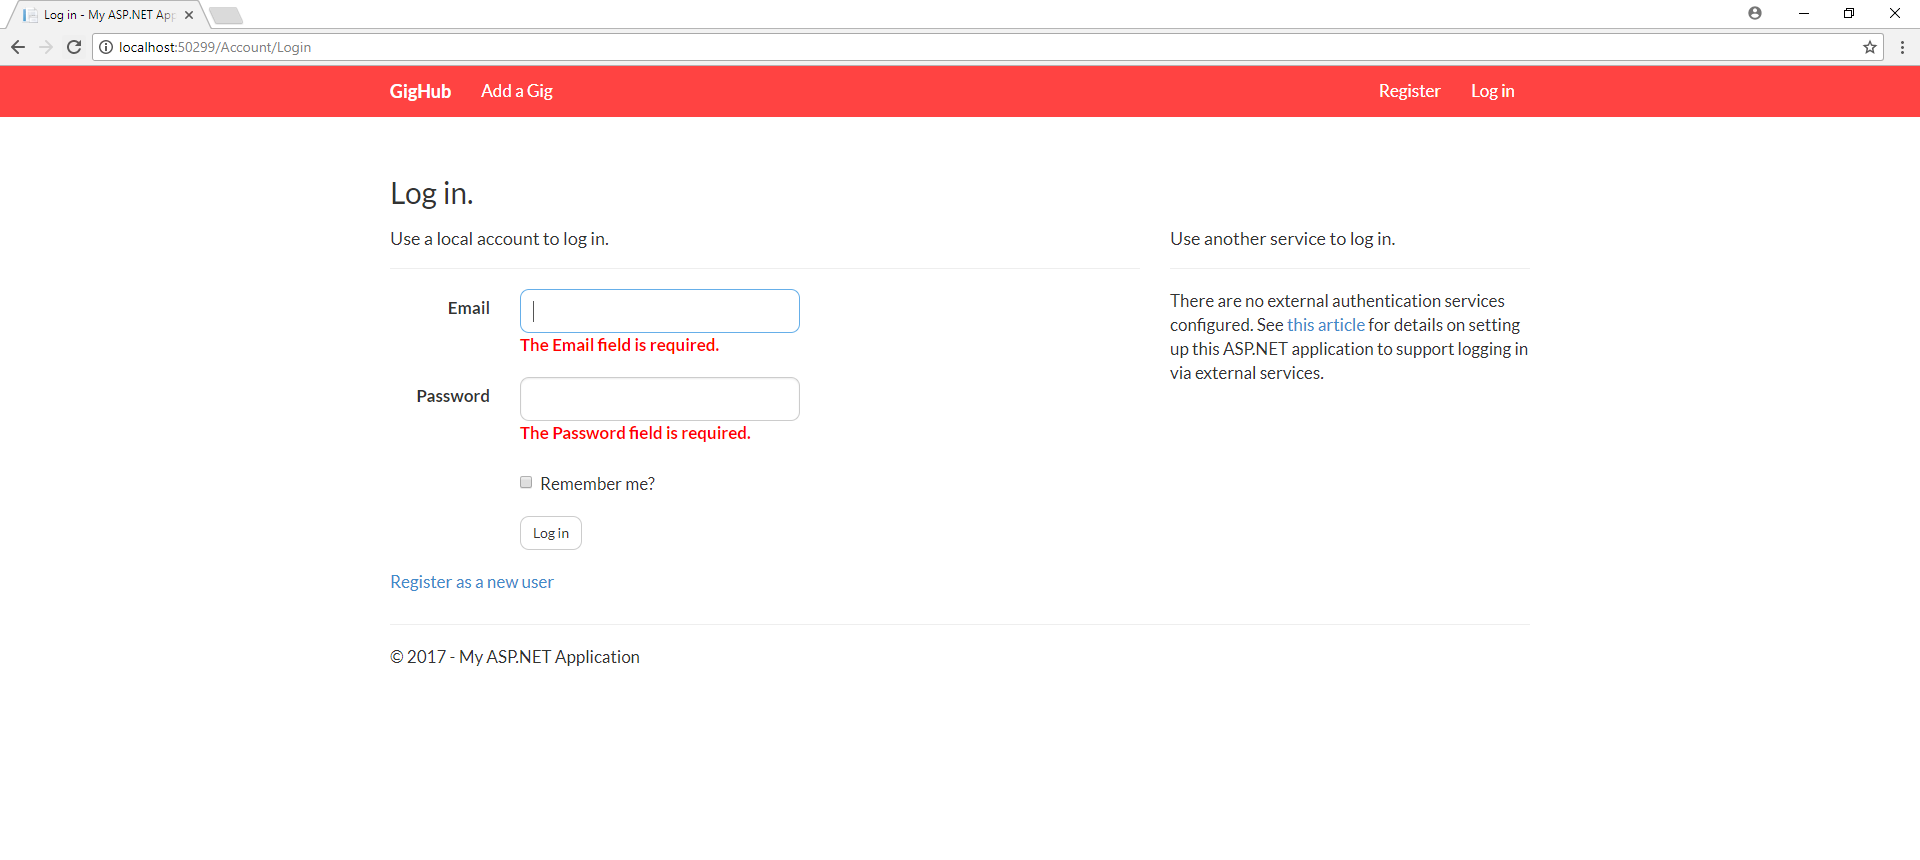 Log in - My ASP.NET App
localhost:50299/Account/Login
GigHub Add a Gig Register Log in
Log in.
Use a local account to log in.
Use another service to log in.
Email
The Email field is required.
Password
The Password field is required.
Remember me?
Log in
Register as a new user
There are no external authentication services
configured. See this article for details on setting
up this ASP.NET application to support logging in
via external services.
© 2017 - My ASP.NET Application